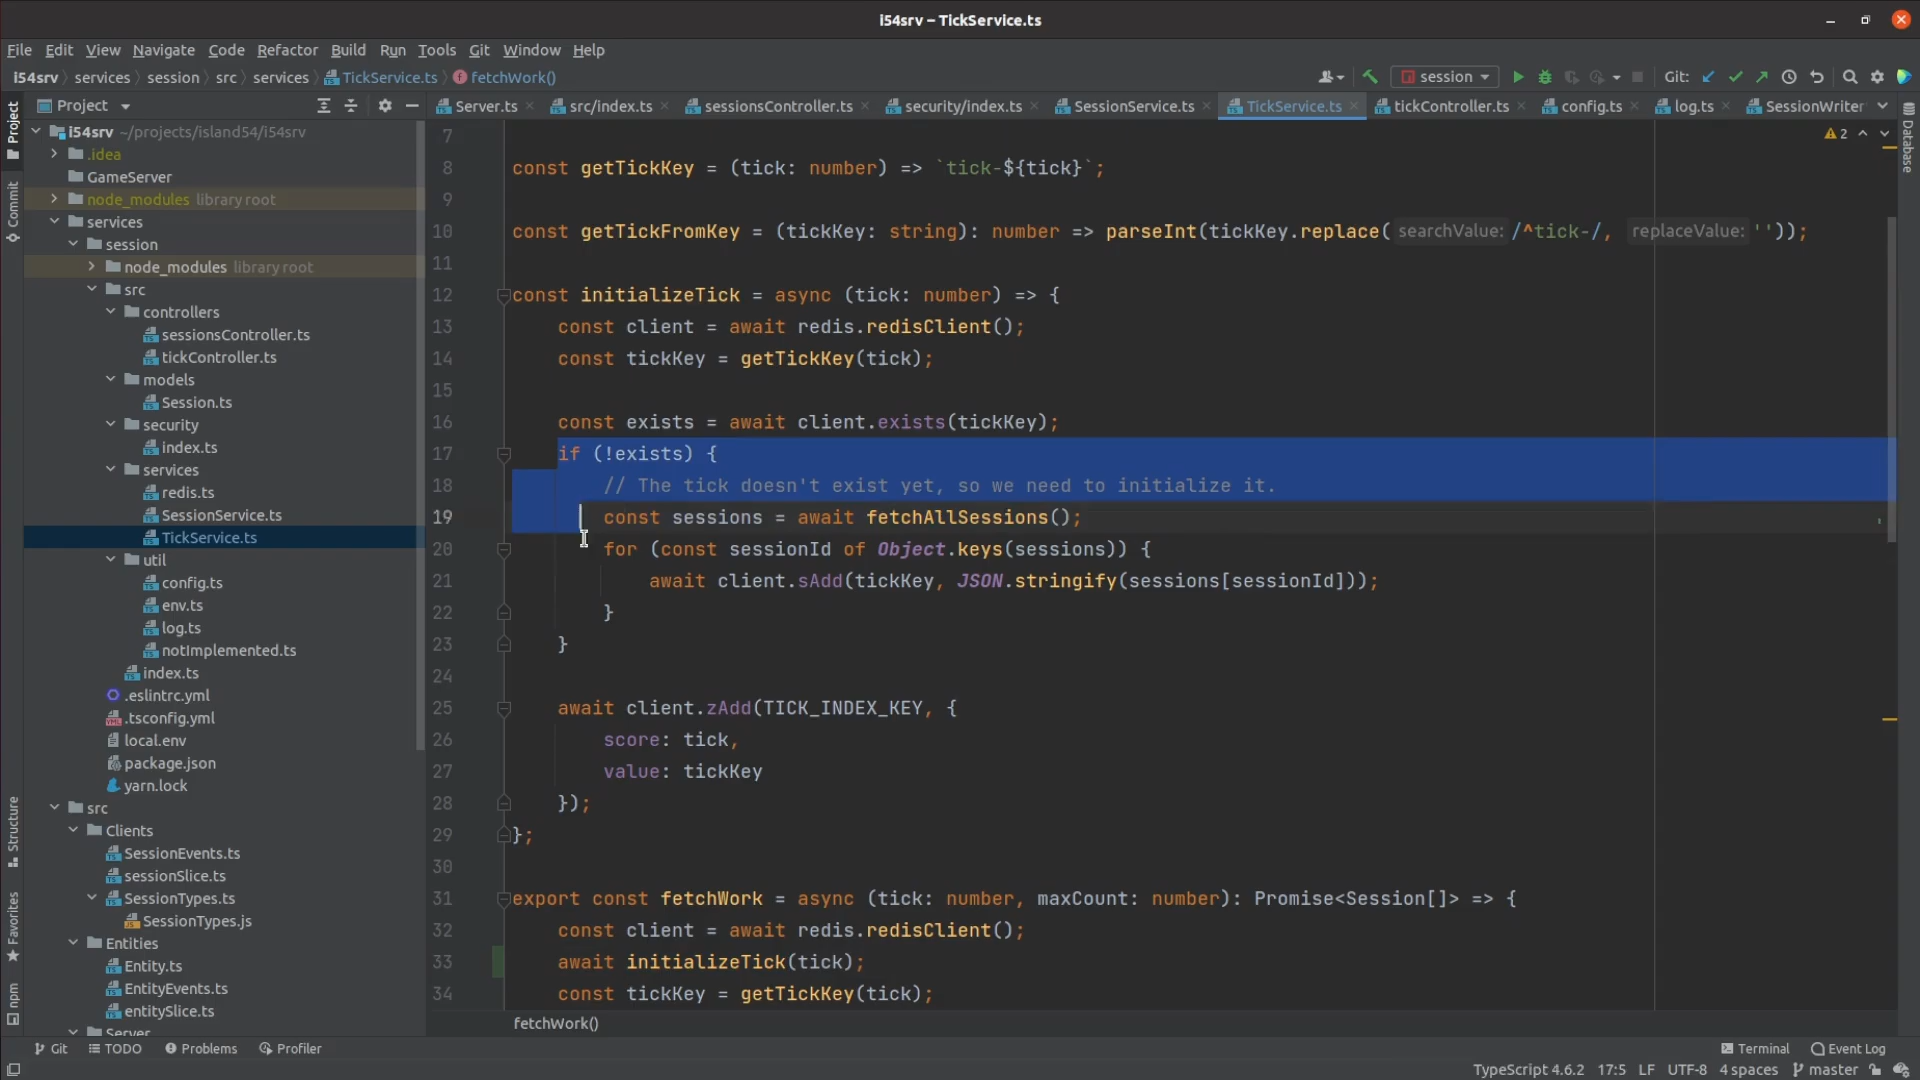 i54srv – TickService.ts
File Edit View Navigate Code Refactor Build Run Tools Git Window Help
i54srv services session src services TickService.ts fetchWork() session Git:
Project Server.ts src/index.ts sessionsController.ts security/index.ts SessionService.ts TickService.ts tickController.ts config.ts log.ts SessionWriter
Project
Commit
Structure
Favorites
npm
Database
i54srv ~/projects/island54/i54srv
.idea
GameServer
node_modules library root
services
session
node_modules library root
src
controllers
sessionsController.ts
tickController.ts
models
Session.ts
security
index.ts
services
redis.ts
SessionService.ts
TickService.ts
util
config.ts
env.ts
log.ts
notImplemented.ts
index.ts
.eslintrc.yml
.tsconfig.yml
local.env
package.json
yarn.lock
src
Clients
SessionEvents.ts
sessionSlice.ts
SessionTypes.ts
SessionTypes.js
Entities
Entity.ts
EntityEvents.ts
entitySlice.ts
Server
2
7
8 const getTickKey = (tick: number) => `tick-${tick}`;
9
10 const getTickFromKey = (tickKey: string): number => parseInt(tickKey.replace( searchValue: /^tick-/, replaceValue: ''));
11
12 const initializeTick = async (tick: number) => {
13 const client = await redis.redisClient();
14 const tickKey = getTickKey(tick);
15
16 const exists = await client.exists(tickKey);
17 if (!exists) {
18 // The tick doesn't exist yet, so we need to initialize it.
19 const sessions = await fetchAllSessions();
20 for (const sessionId of Object.keys(sessions)) {
21 await client.sAdd(tickKey, JSON.stringify(sessions[sessionId]));
22 }
23 }
24
25 await client.zAdd(TICK_INDEX_KEY, {
26 score: tick,
27 value: tickKey
28 });
29 };
30
31 export const fetchWork = async (tick: number, maxCount: number): Promise<Session[]> => {
32 const client = await redis.redisClient();
33 await initializeTick(tick);
34 const tickKey = getTickKey(tick);
fetchWork()
Git TODO Problems Profiler Terminal Event Log
TypeScript 4.6.2 17:5 LF UTF-8 4 spaces master